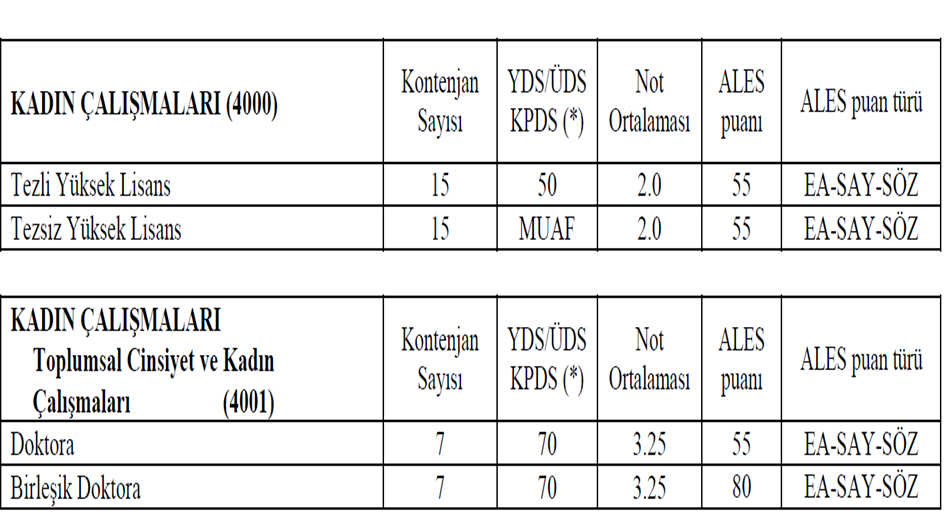 KADIN ÇALIŞMALARI (4000) Kontenjan Sayısı YDS/ÜDS KPDS (*) Not Ortalaması ALES puanı ALES puan türü
Tezli Yüksek Lisans 15 50 2.0 55 EA-SAY-SÖZ
Tezsiz Yüksek Lisans 15 MUAF 2.0 55 EA-SAY-SÖZ
KADIN ÇALIŞMALARI
Toplumsal Cinsiyet ve Kadın
Çalışmaları (4001) Kontenjan Sayısı YDS/ÜDS KPDS (*) Not Ortalaması ALES puanı ALES puan türü
Doktora 7 70 3.25 55 EA-SAY-SÖZ
Birleşik Doktora 7 70 3.25 80 EA-SAY-SÖZ